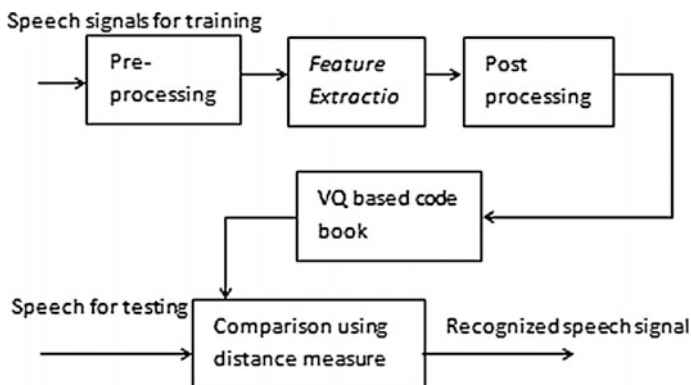 Speech signals for training
Pre-
processing
Feature
Extractio
Post
processing
VQ based code
book
Speech for testing
Comparison using
distance measure
Recognized speech signal